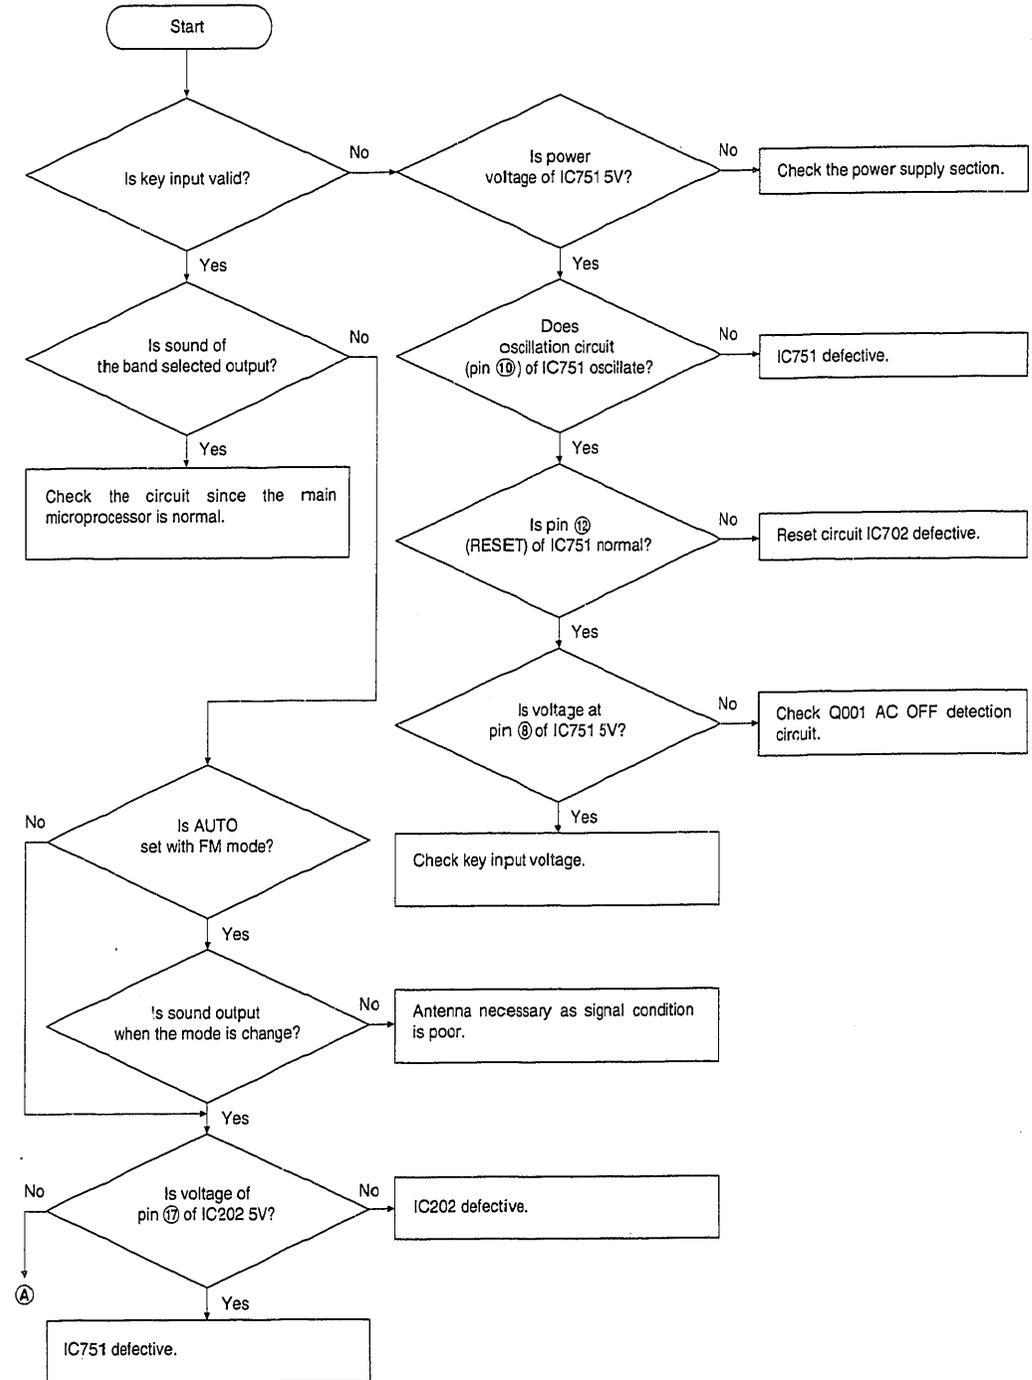 Start
Is key input valid?
No
Is power
voltage of IC751 5V?
No
Check the power supply section.
Yes
Yes
Is sound of
the band selected output?
No
Does
oscillation circuit
(pin ⑩) of IC751 oscillate?
No
IC751 defective.
Yes
Yes
Check the circuit since the main
microprocessor is normal.
Is pin ⑫
(RESET) of IC751 normal?
No
Reset circuit IC702 defective.
Yes
Is voltage at
pin ⑧ of IC751 5V?
No
Check Q001 AC OFF detection
circuit.
Yes
Check key input voltage.
No
Is AUTO
set with FM mode?
Yes
Is sound output
when the mode is change?
No
Antenna necessary as signal condition
is poor.
Yes
No
Is voltage of
pin ⑰ of IC202 5V?
No
IC202 defective.
Ⓐ
Yes
IC751 defective.